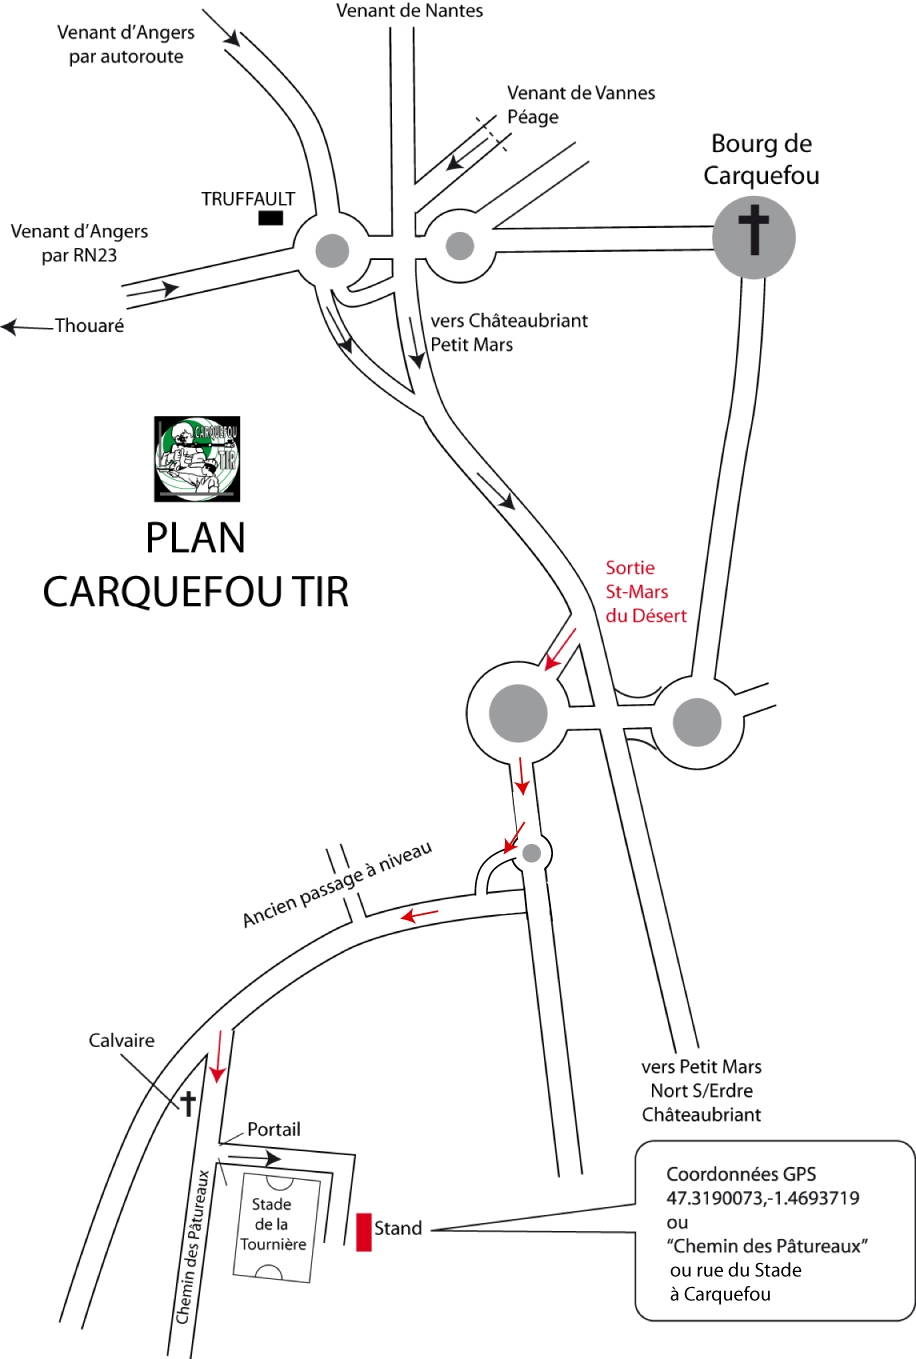 Venant de Nantes
Venant d’Angers
par autoroute
Venant de Vannes
Péage
Bourg de
Carquefou
TRUFFAULT
Venant d’Angers
par RN23
Thouaré
vers Châteaubriant
Petit Mars
CARQUEFOU
TIR
PLAN
CARQUEFOU TIR
Sortie
St-Mars
du Désert
Ancien passage à niveau
Calvaire
vers Petit Mars
Nort S/Erdre
Châteaubriant
Portail
Chemin des Pâtureaux
Stade
de la
Tournière
Stand
Coordonnées GPS
47.3190073,-1.4693719
ou
“Chemin des Pâtureaux”
ou rue du Stade
à Carquefou